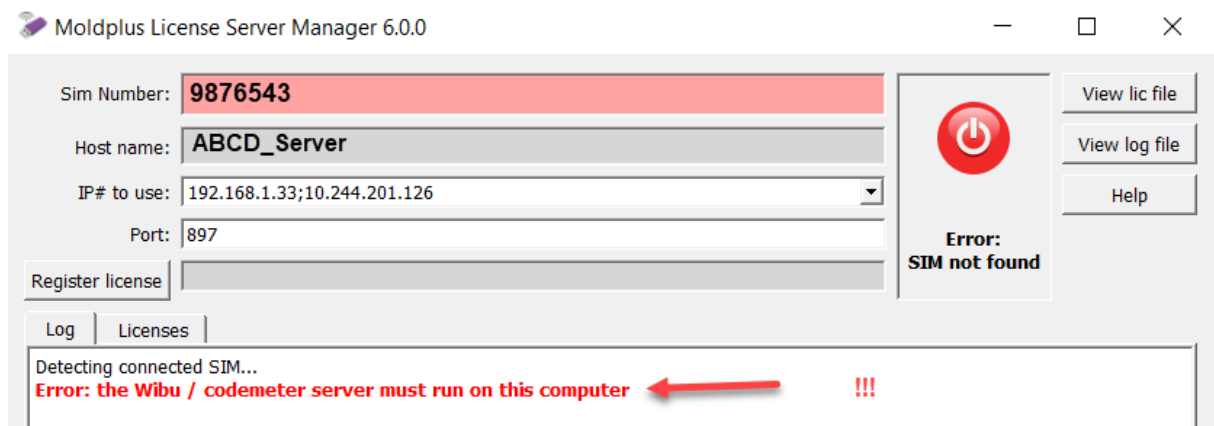 Moldplus License Server Manager 6.0.0
Sim Number: 9876543
View lic file
Host name: ABCD_Server
View log file
IP# to use: 192.168.1.33;10.244.201.126
Help
Port: 897
Error:
SIM not found
Register license
Log Licenses
Detecting connected SIM...
Error: the Wibu / codemeter server must run on this computer !!!